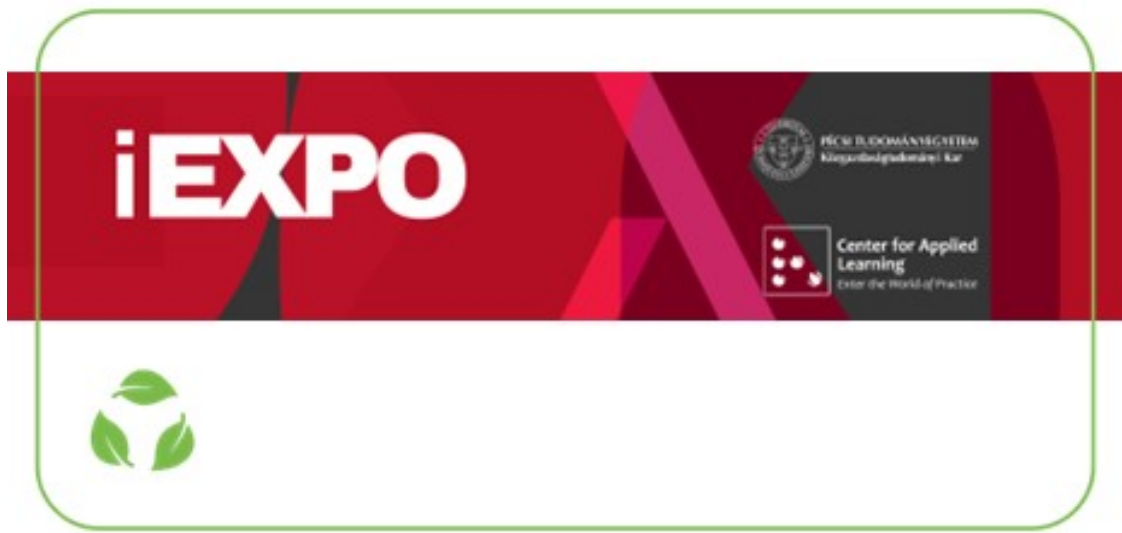 iEXPO
PÉCSI TUDOMÁNYEGYETEM
Közgazdaságtudományi Kar
Center for Applied
Learning
Enter the World of Practice